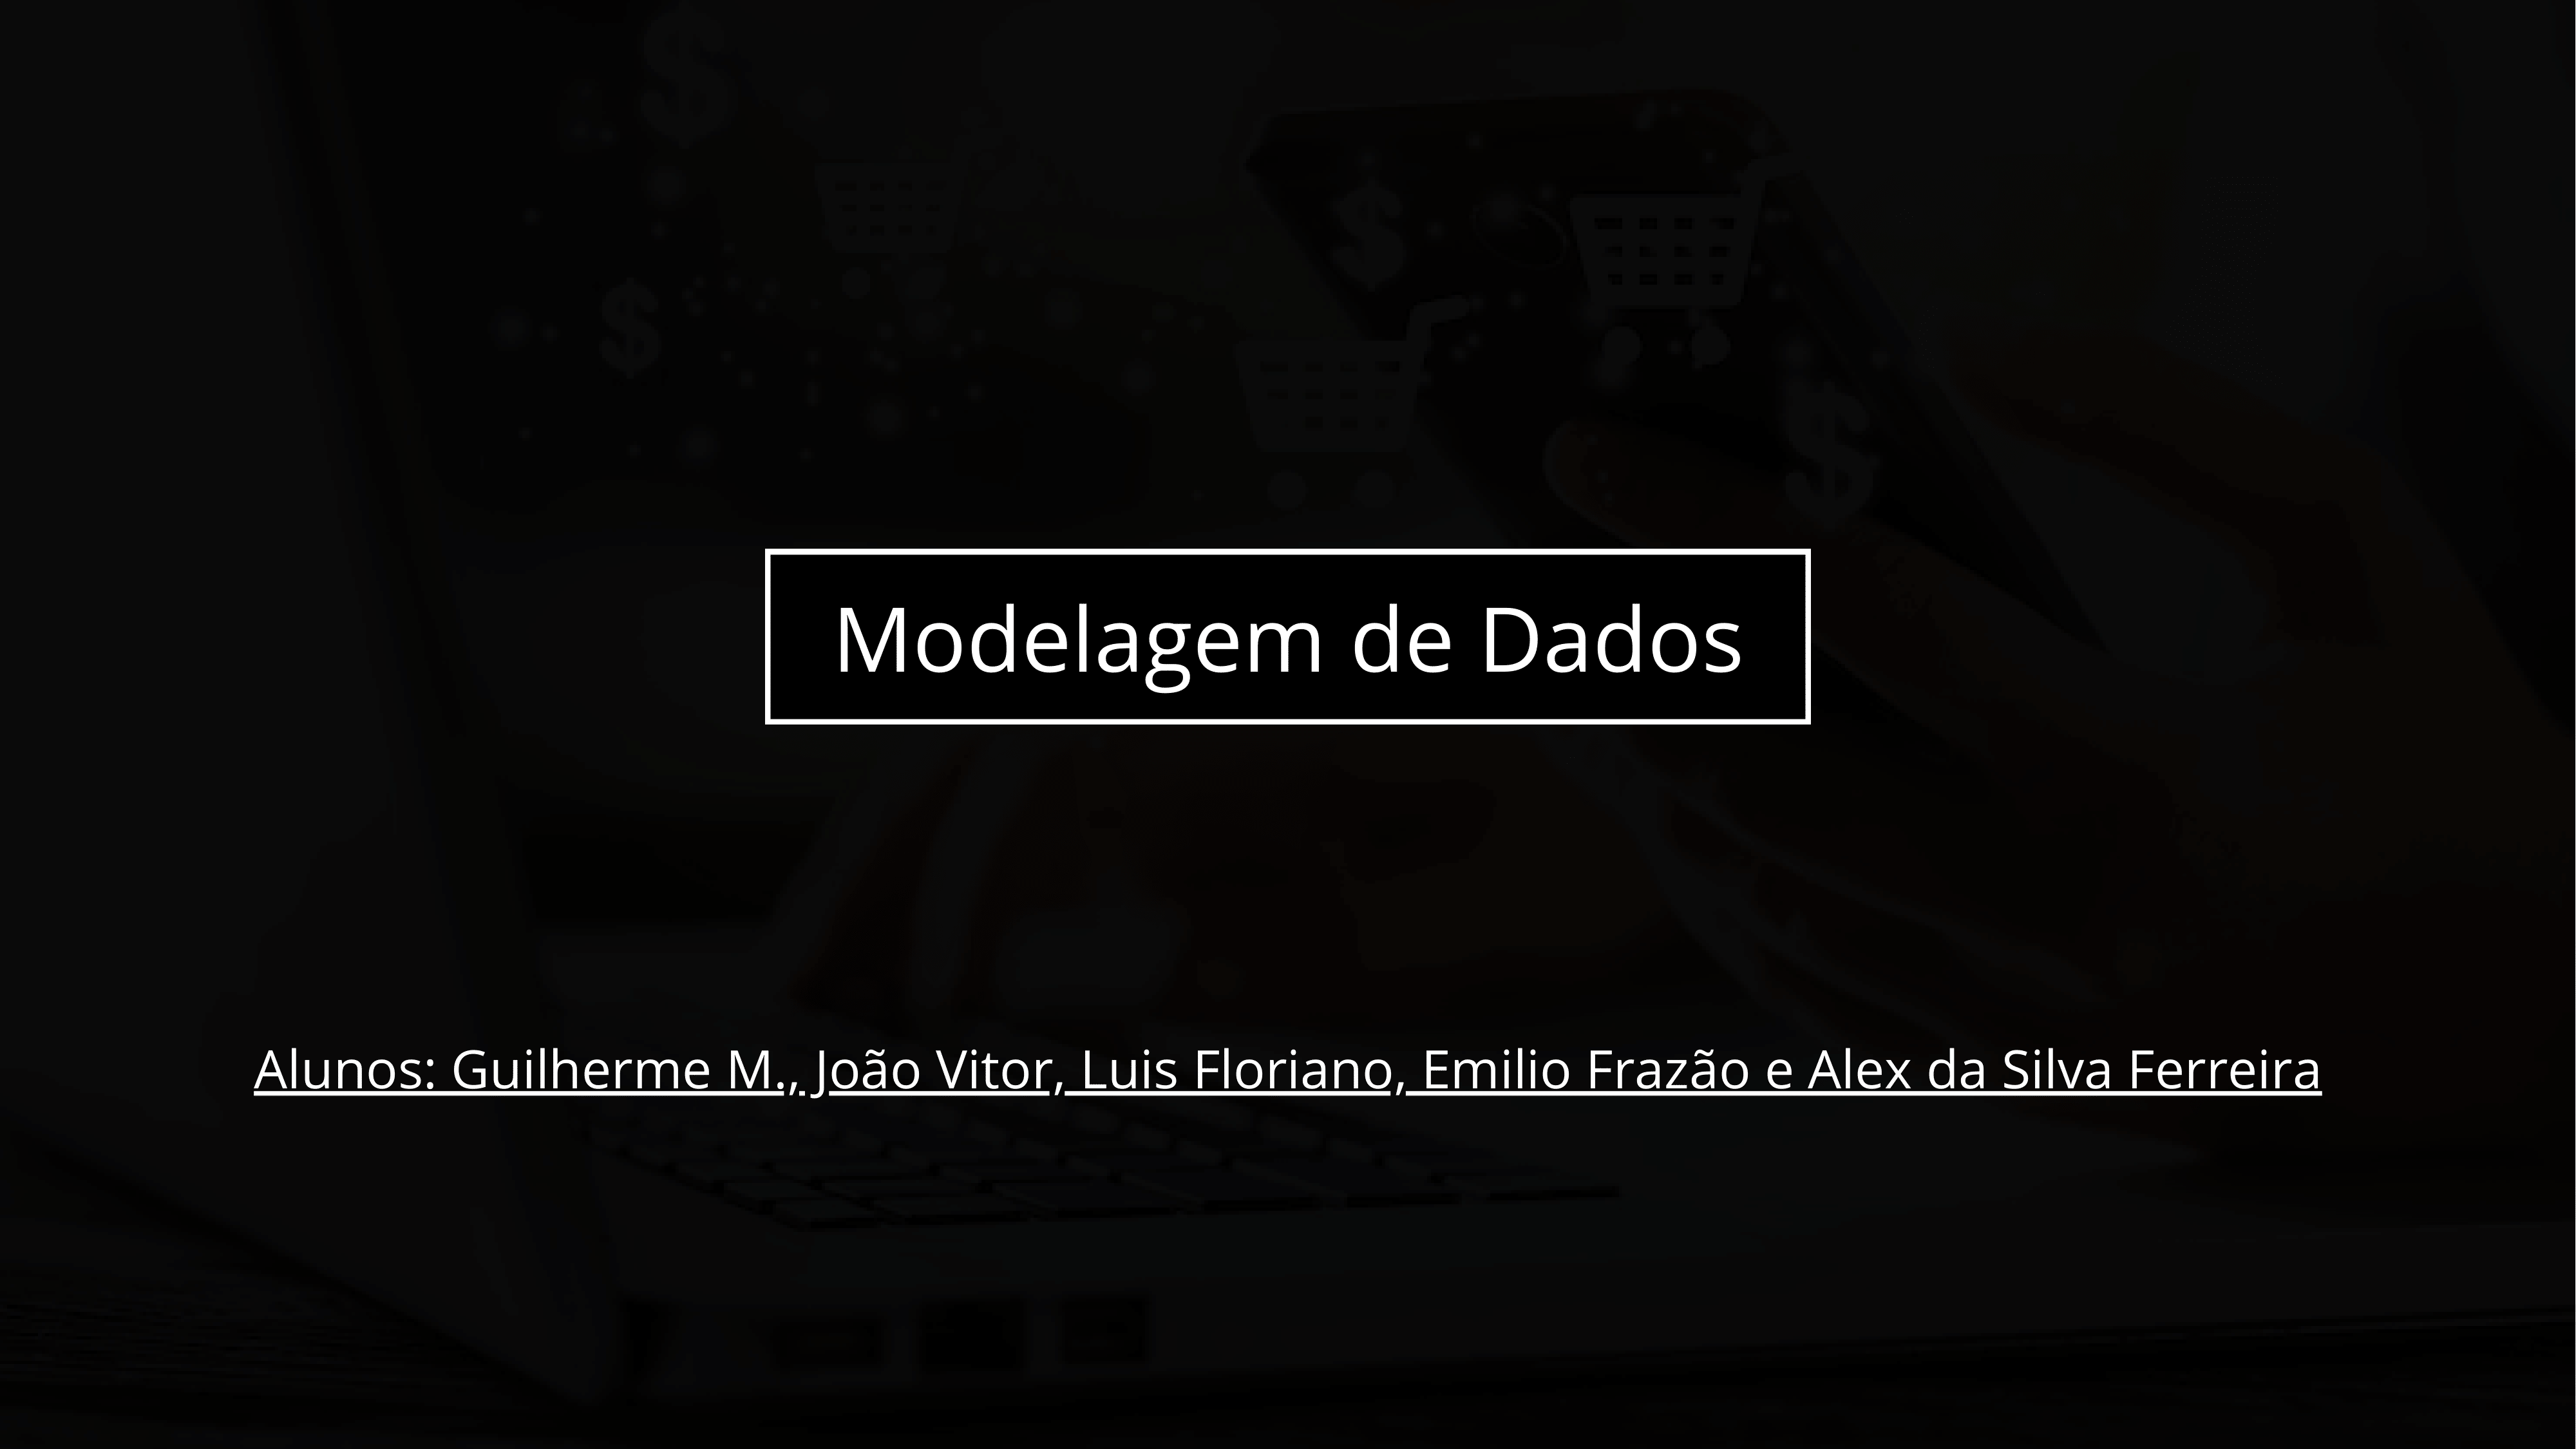 Modelagem de Dados
Alunos: Guilherme M., João Vitor, Luis Floriano, Emilio Frazão e Alex da Silva Ferreira